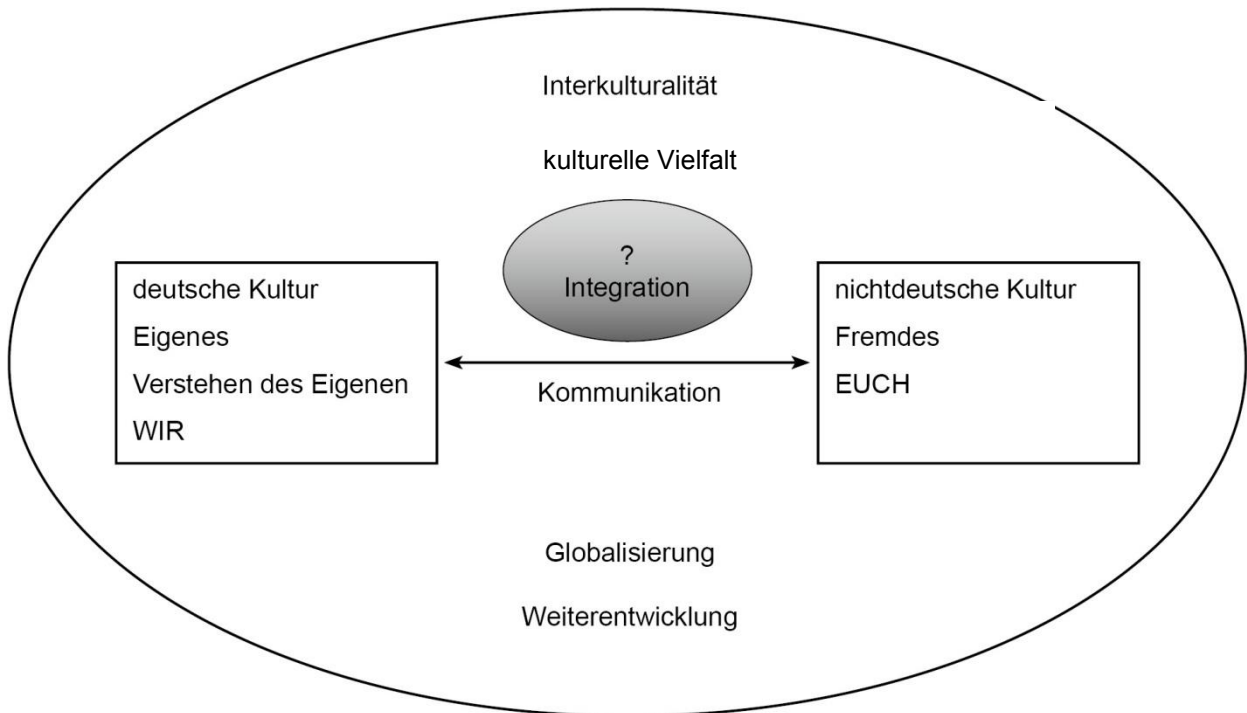 Interkulturalität
kulturelle Vielfalt
?
Integration
deutsche Kultur
Eigenes
Verstehen des Eigenen
WIR
Kommunikation
nichtdeutsche Kultur
Fremdes
EUCH
Globalisierung
Weiterentwicklung